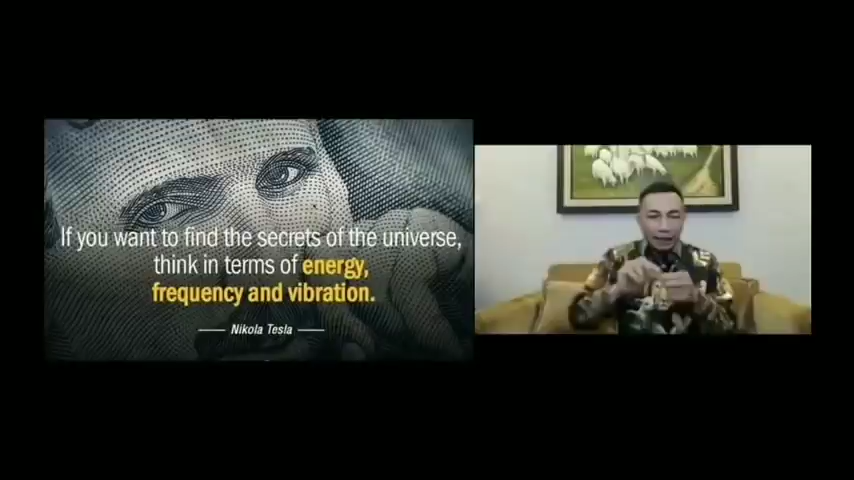 If you want to find the secrets of the universe,
think in terms of energy,
frequency and vibration.
Nikola Tesla